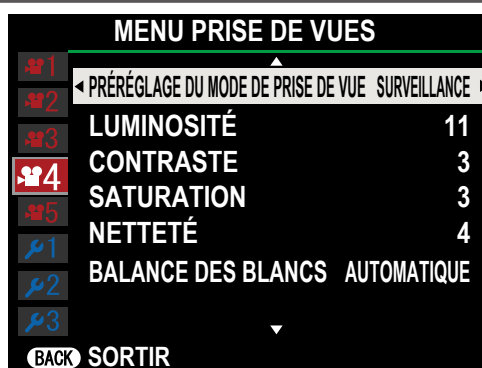 MENU PRISE DE VUES
1
2
3
4
5
1
2
3
PRÉRÉGLAGE DU MODE DE PRISE DE VUE SURVEILLANCE
LUMINOSITÉ 11
CONTRASTE 3
SATURATION 3
NETTETÉ 4
BALANCE DES BLANCS AUTOMATIQUE
BACK SORTIR